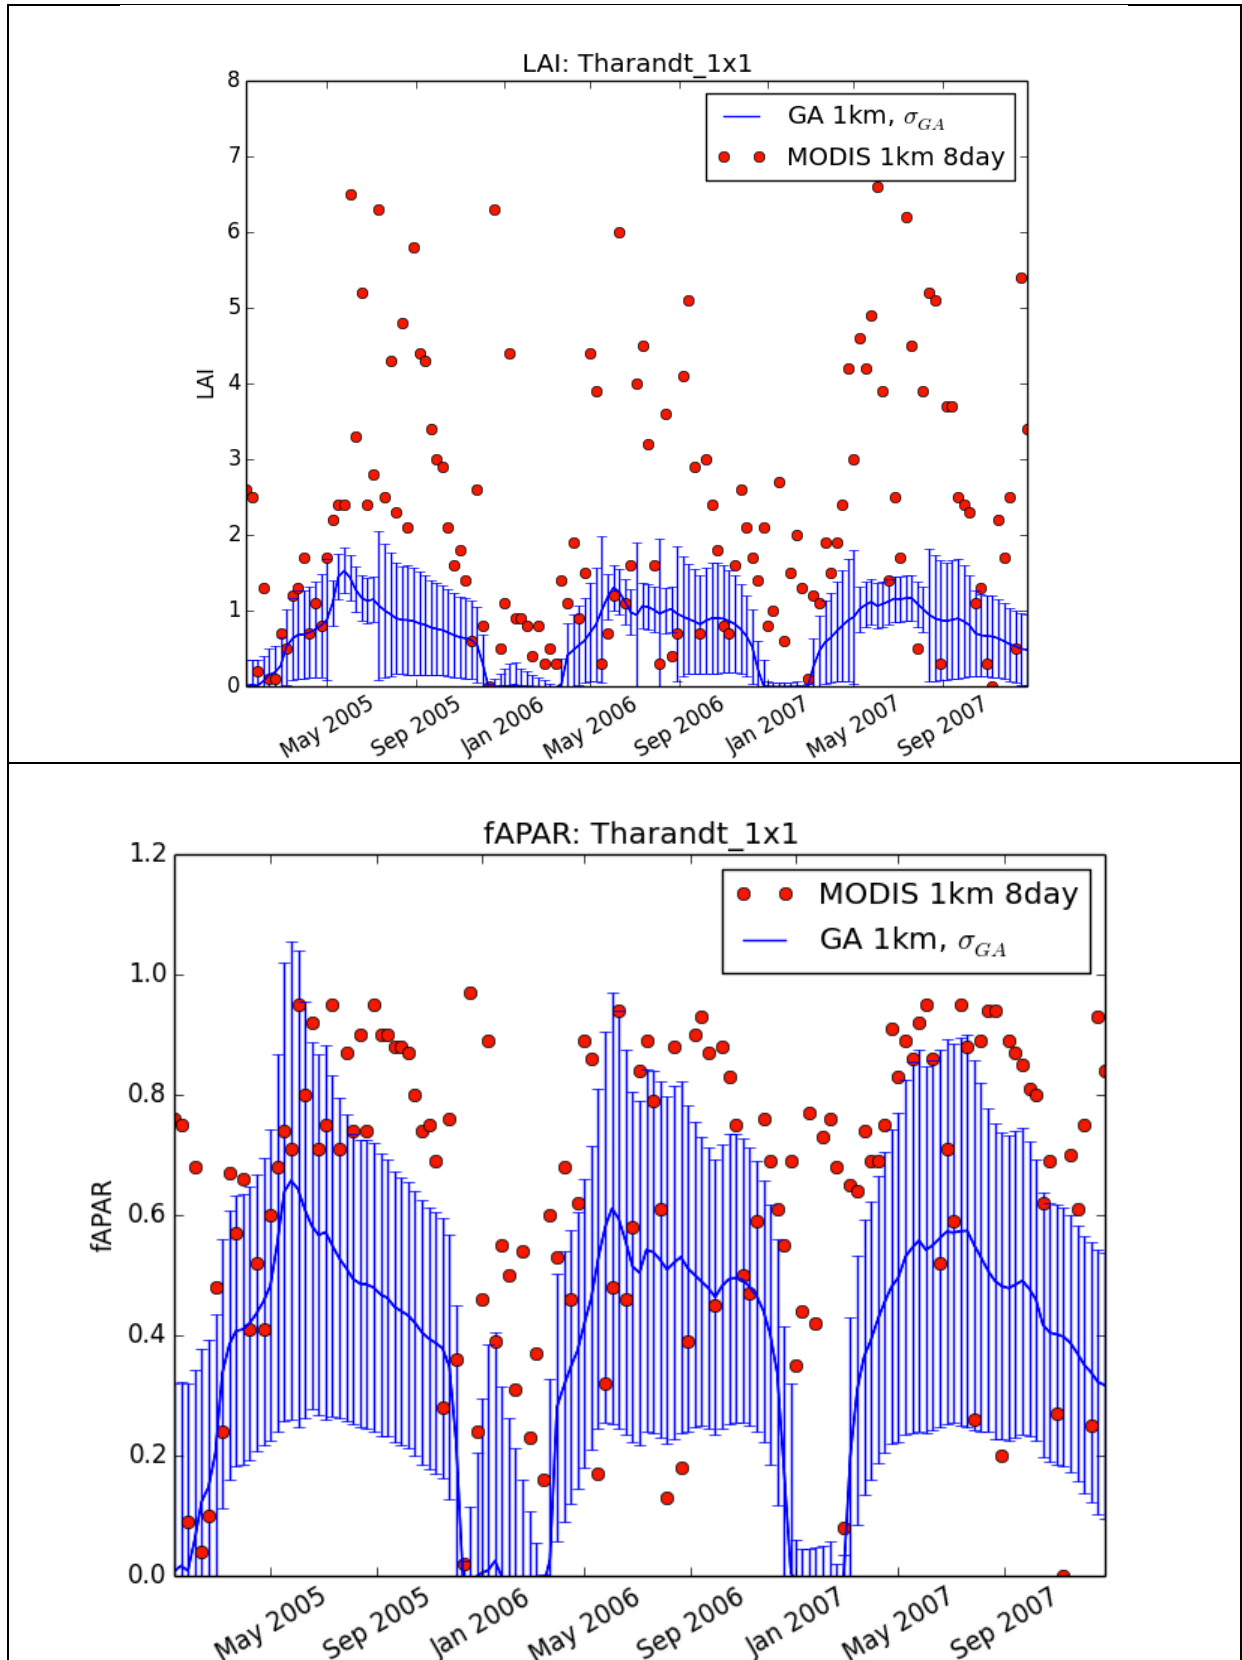 LAI: Tharandt_1x1
GA 1km, σGA
MODIS 1km 8day
8
7
6
5
4
3
2
1
0
LAI
May 2005
Sep 2005
Jan 2006
May 2006
Sep 2006
Jan 2007
May 2007
Sep 2007
fAPAR: Tharandt_1x1
MODIS 1km 8day
GA 1km, σGA
1.2
1.0
0.8
0.6
0.4
0.2
0.0
fAPAR
May 2005
Sep 2005
Jan 2006
May 2006
Sep 2006
Jan 2007
May 2007
Sep 2007